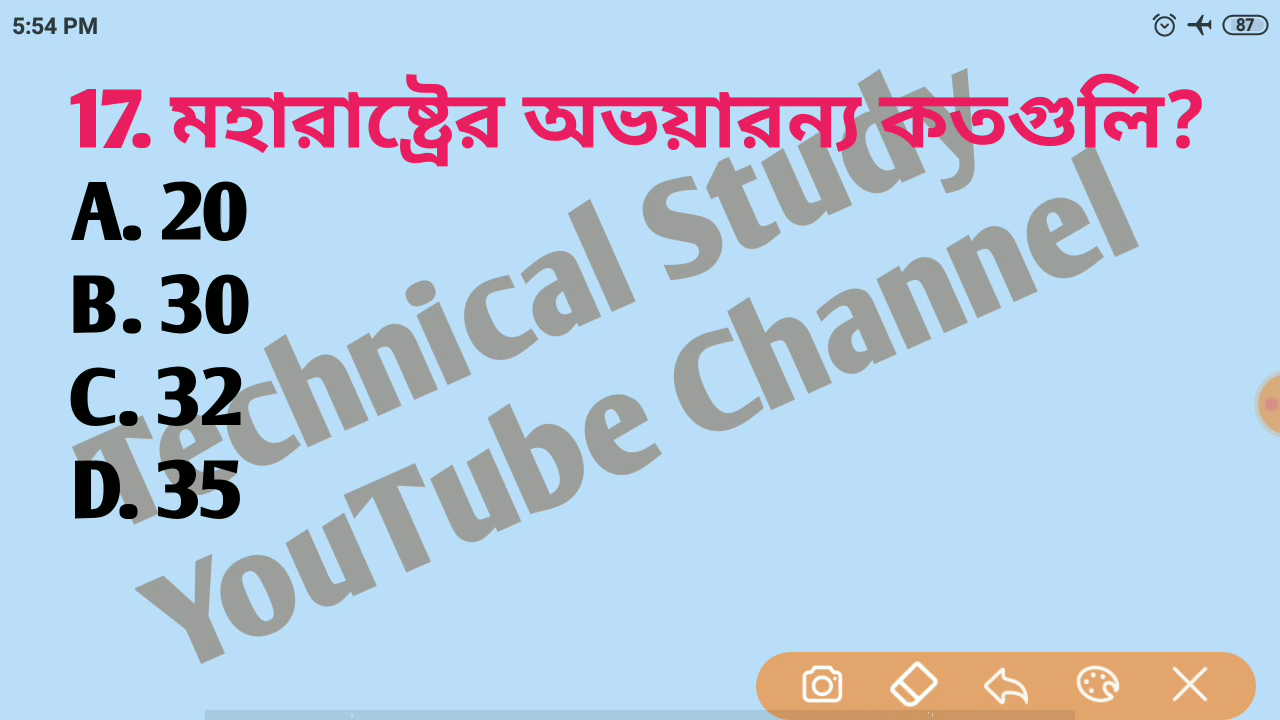 5:54 PM
87
17. মহারাষ্ট্রের অভয়ারন্য কতগুলি?
A. 20
B. 30
C. 32
D. 35
Technical Study
YouTube Channel